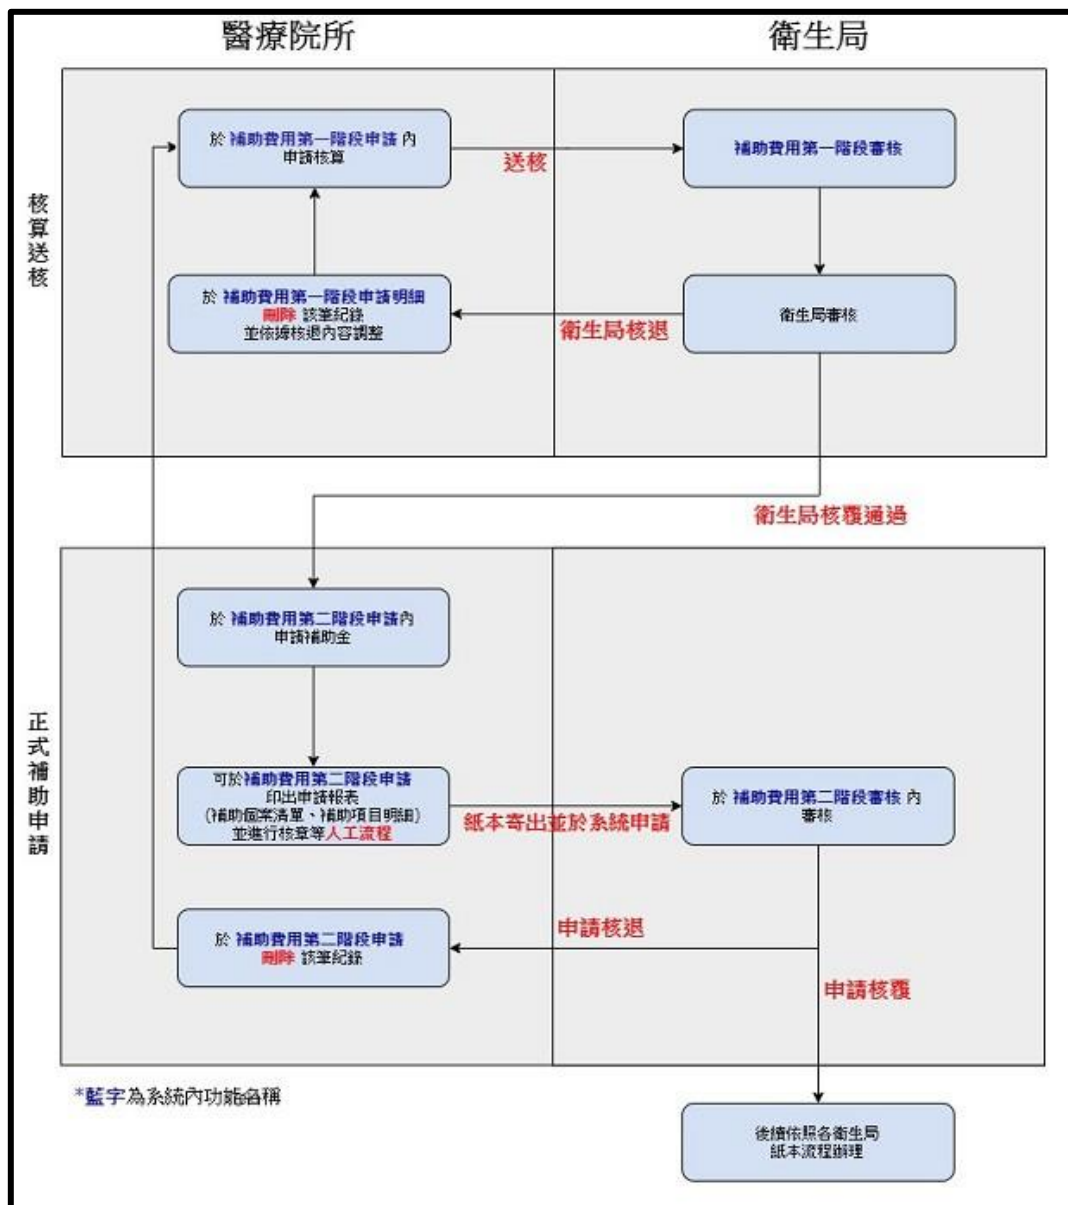 醫療院所
衛生局
核算送核
於 補助費用第一階段申請 內
申請核算
送核
補助費用第一階段審核
於 補助費用第一階段申請明細
刪除 該筆紀錄
並依據核退內容調整
衛生局核退
衛生局審核
衛生局核覆通過
正式補助申請
於 補助費用第二階段申請內
申請補助金
可於補助費用第二階段申請
印出申請報表
(補助個案清單、補助項目明細)
並進行核章等人工流程
紙本寄出並於系統申請
於 補助費用第二階段審核 內
審核
於 補助費用第二階段申請
刪除 該筆紀錄
申請核退
申請核覆
*藍字為系統內功能名稱
後續依照各衛生局
紙本流程辦理